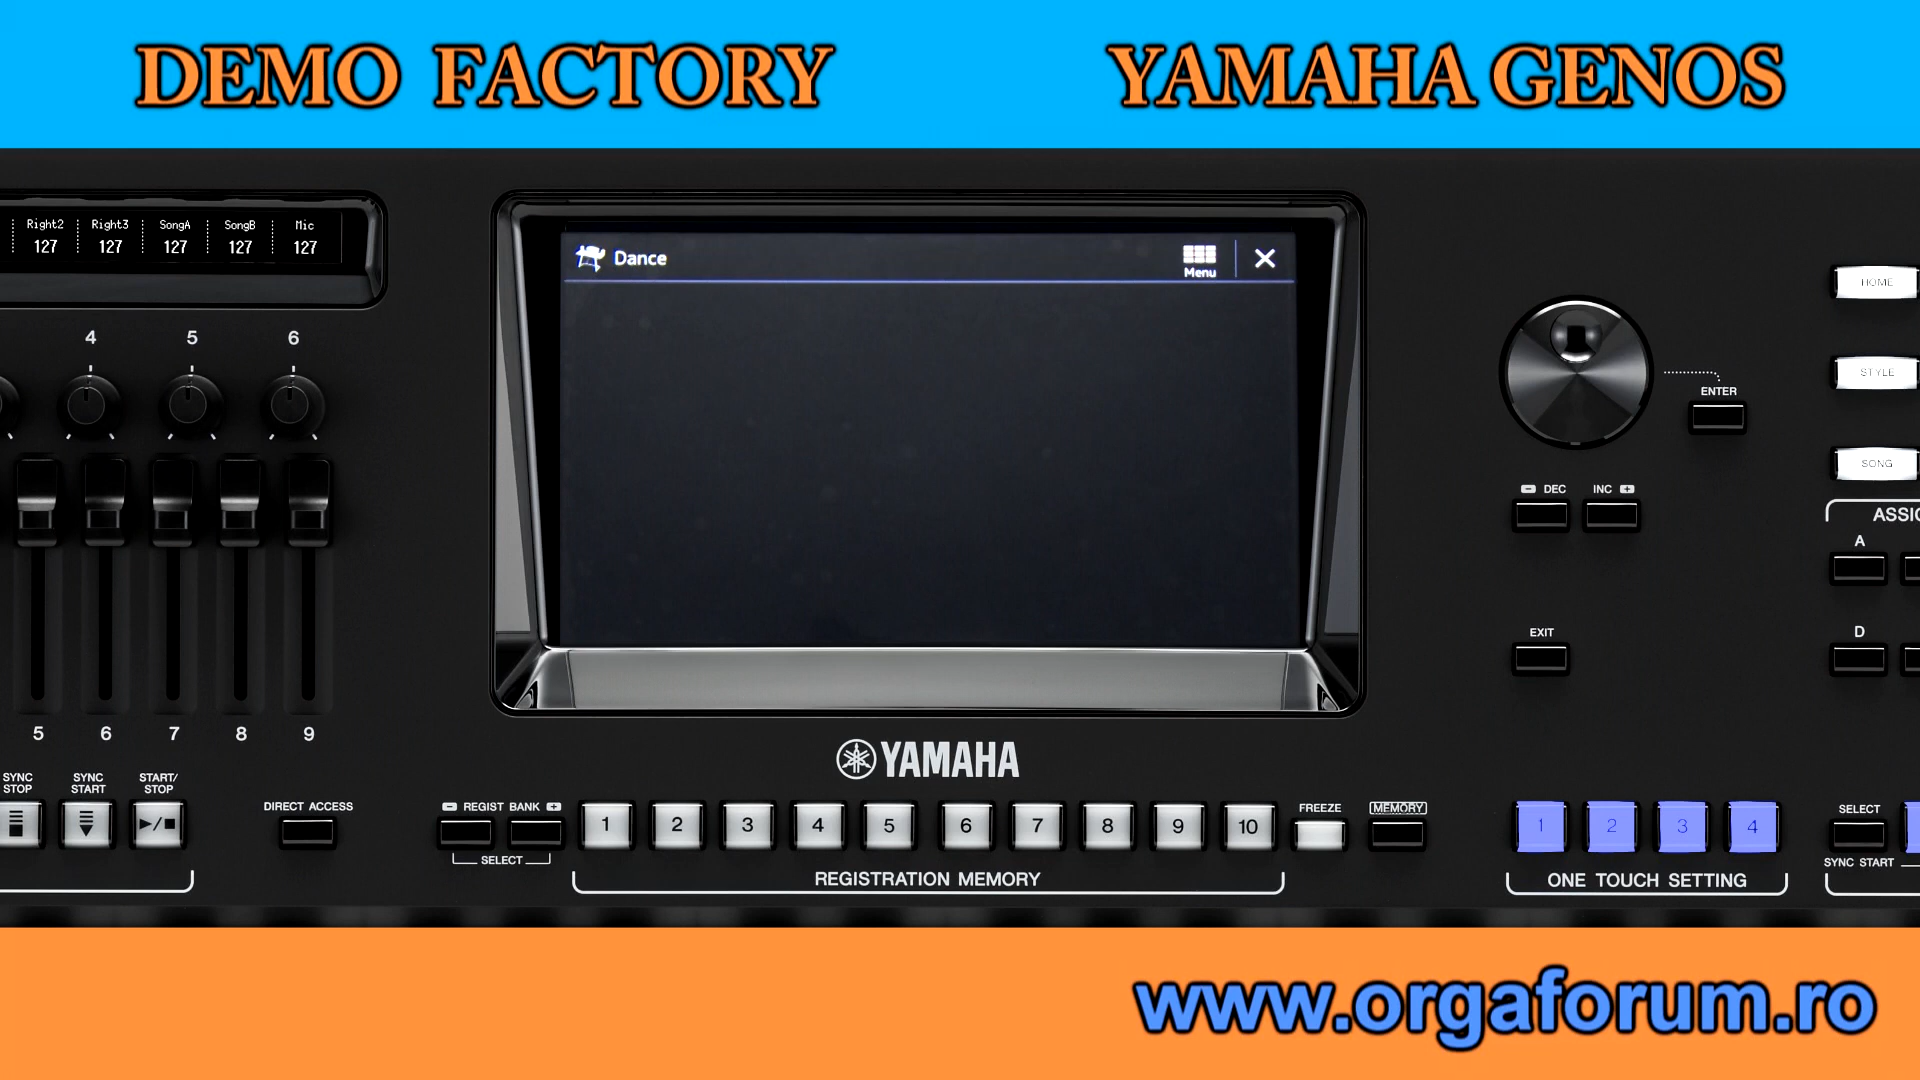 DEMO FACTORY YAMAHA GENOS
Right2 Right3 SongA SongB Mic
127 127 127 127 127
Dance
Menu
HOME
4 5 6
STYLE
ENTER
SONG
DEC INC
ASSIG
A
EXIT
D
5 6 7 8 9
YAMAHA
SYNC STOP
SYNC START
START/STOP
DIRECT ACCESS
REGIST BANK
SELECT
1 2 3 4 5 6 7 8 9 10
FREEZE
MEMORY
REGISTRATION MEMORY
1 2 3 4
ONE TOUCH SETTING
SELECT
SYNC START
www.orgaforum.ro